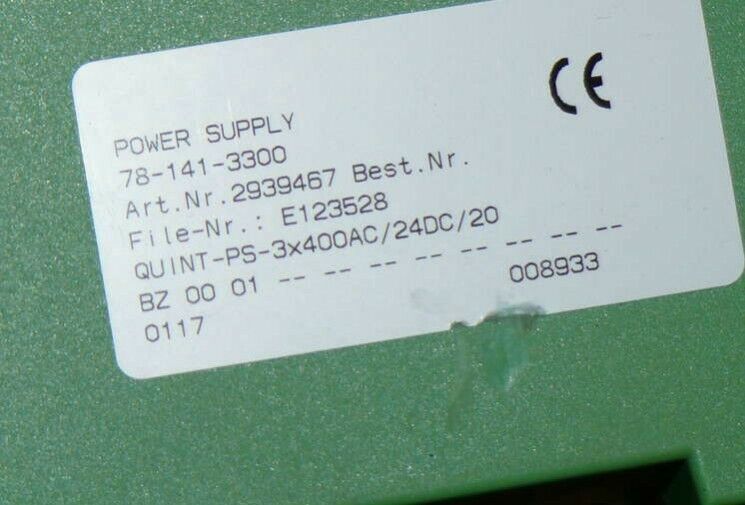 CE
POWER SUPPLY
78-141-3300
Art.Nr.2939467 Best.Nr.
File-Nr.: E123528
QUINT-PS-3x400AC/24DC/20
BZ 00 01 -- -- -- -- -- -- -- --
0117 008933